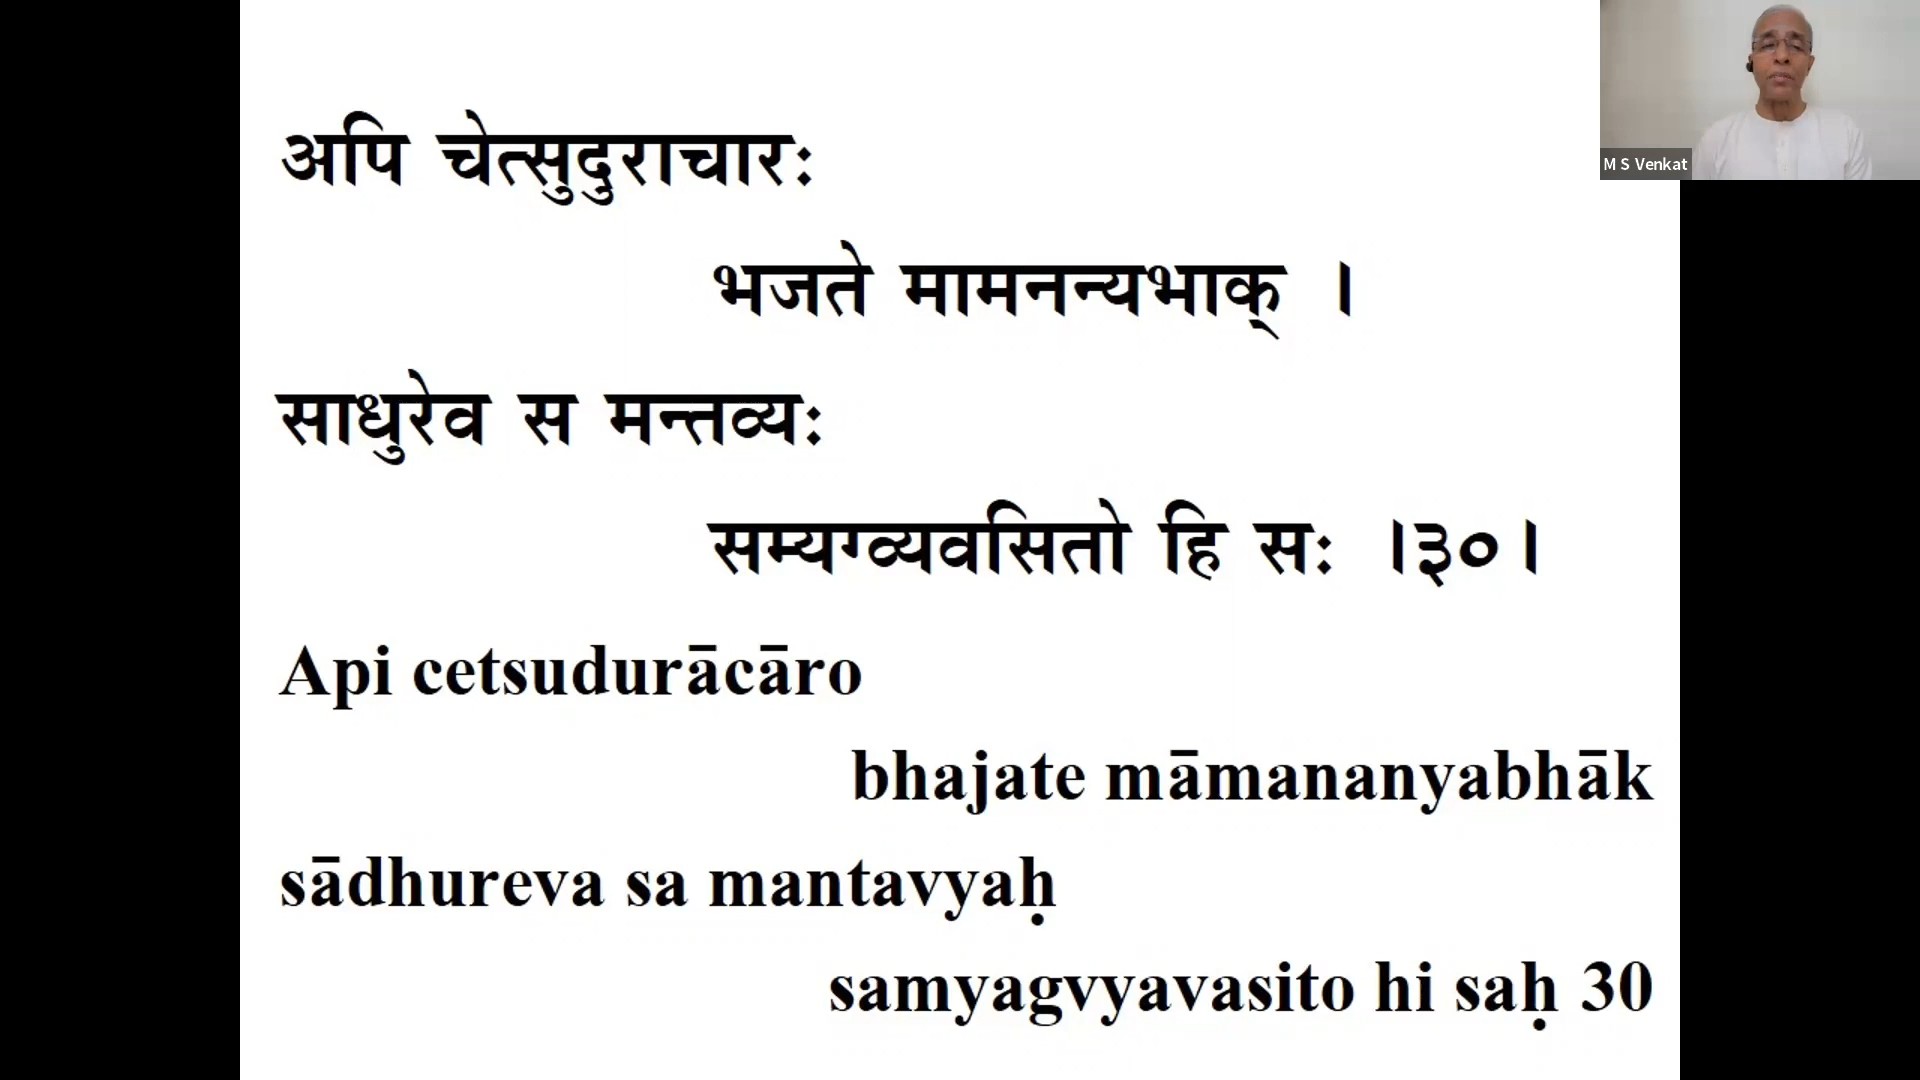 अपि चेत्सुदुराचारः
भजते मामनन्यभाक् ।
साधुरेव स मन्तव्यः
सम्यग्व्यवसितो हि सः ।३०।
Api cetsudurācāro
bhajate māmananyabhāk
sādhureva sa mantavyaḥ
samyagvyavasito hi saḥ 30
M S Venkat